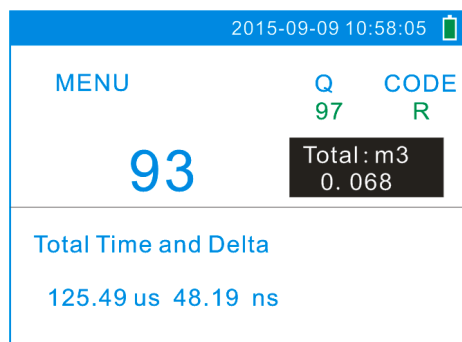 2015-09-09 10:58:05
MENU Q CODE
97 R
93 Total:m3
0.068
Total Time and Delta
125.49 us 48.19 ns